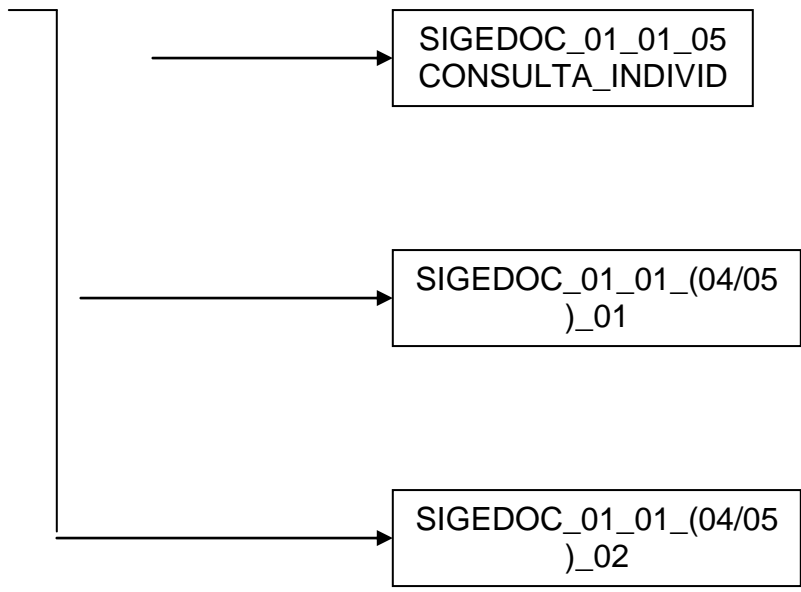 SIGEDOC_01_01_05
CONSULTA_INDIVID
SIGEDOC_01_01_(04/05
)_01
SIGEDOC_01_01_(04/05
)_02